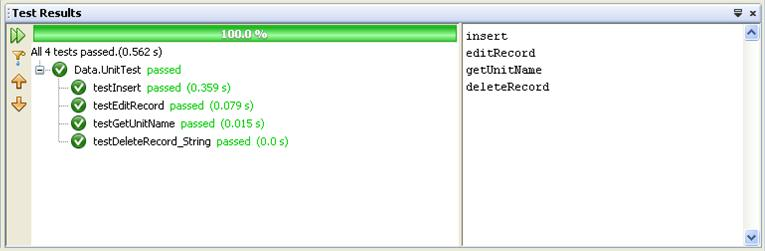 Test Results
100.0 %
All 4 tests passed.(0.562 s)
Data.UnitTest passed
testInsert passed (0.359 s)
testEditRecord passed (0.079 s)
testGetUnitName passed (0.015 s)
testDeleteRecord_String passed (0.0 s)
insert
editRecord
getUnitName
deleteRecord